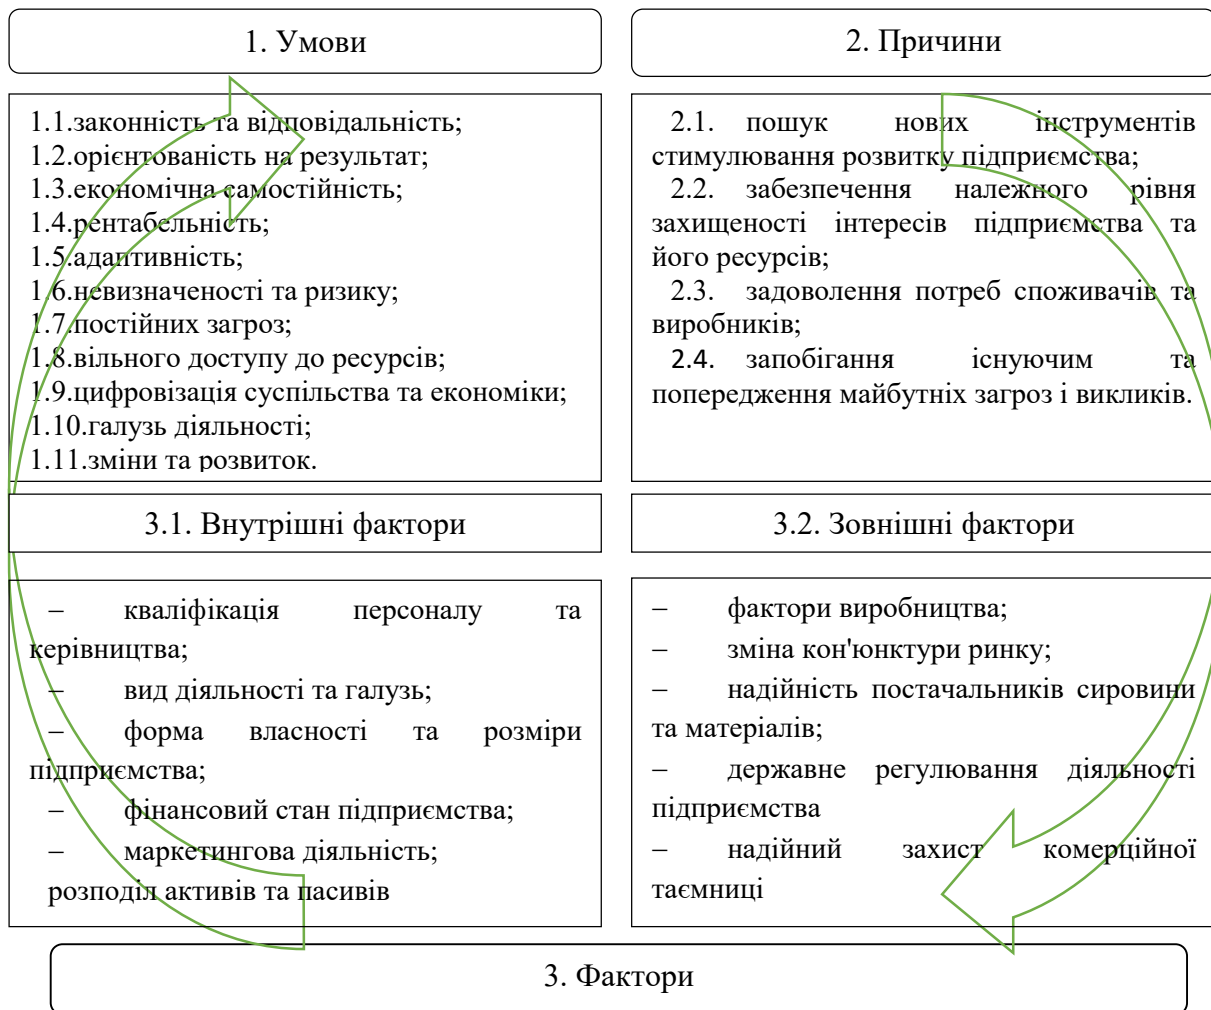 1. Умови
1.1.законність та відповідальність;
1.2.орієнтованість на результат;
1.3.економічна самостійність;
1.4.рентабельність;
1.5.адаптивність;
1.6.невизначеності та ризику;
1.7.постійних загроз;
1.8.вільного доступу до ресурсів;
1.9.цифровізація суспільства та економіки;
1.10.галузь діяльності;
1.11.зміни та розвиток.
2. Причини
2.1. пошук нових інструментів
стимулювання розвитку підприємства;
2.2. забезпечення належного рівня
захищеності інтересів підприємства та
його ресурсів;
2.3. задоволення потреб споживачів та
виробників;
2.4. запобігання існуючим та
попередження майбутніх загроз і викликів.
3.1. Внутрішні фактори
– кваліфікація персоналу та
керівництва;
– вид діяльності та галузь;
– форма власності та розміри
підприємства;
– фінансовий стан підприємства;
– маркетингова діяльність;
розподіл активів та пасивів
3.2. Зовнішні фактори
– фактори виробництва;
– зміна кон'юнктури ринку;
– надійність постачальників сировини
та матеріалів;
– державне регулювання діяльності
підприємства
– надійний захист комерційної
таємниці
3. Фактори